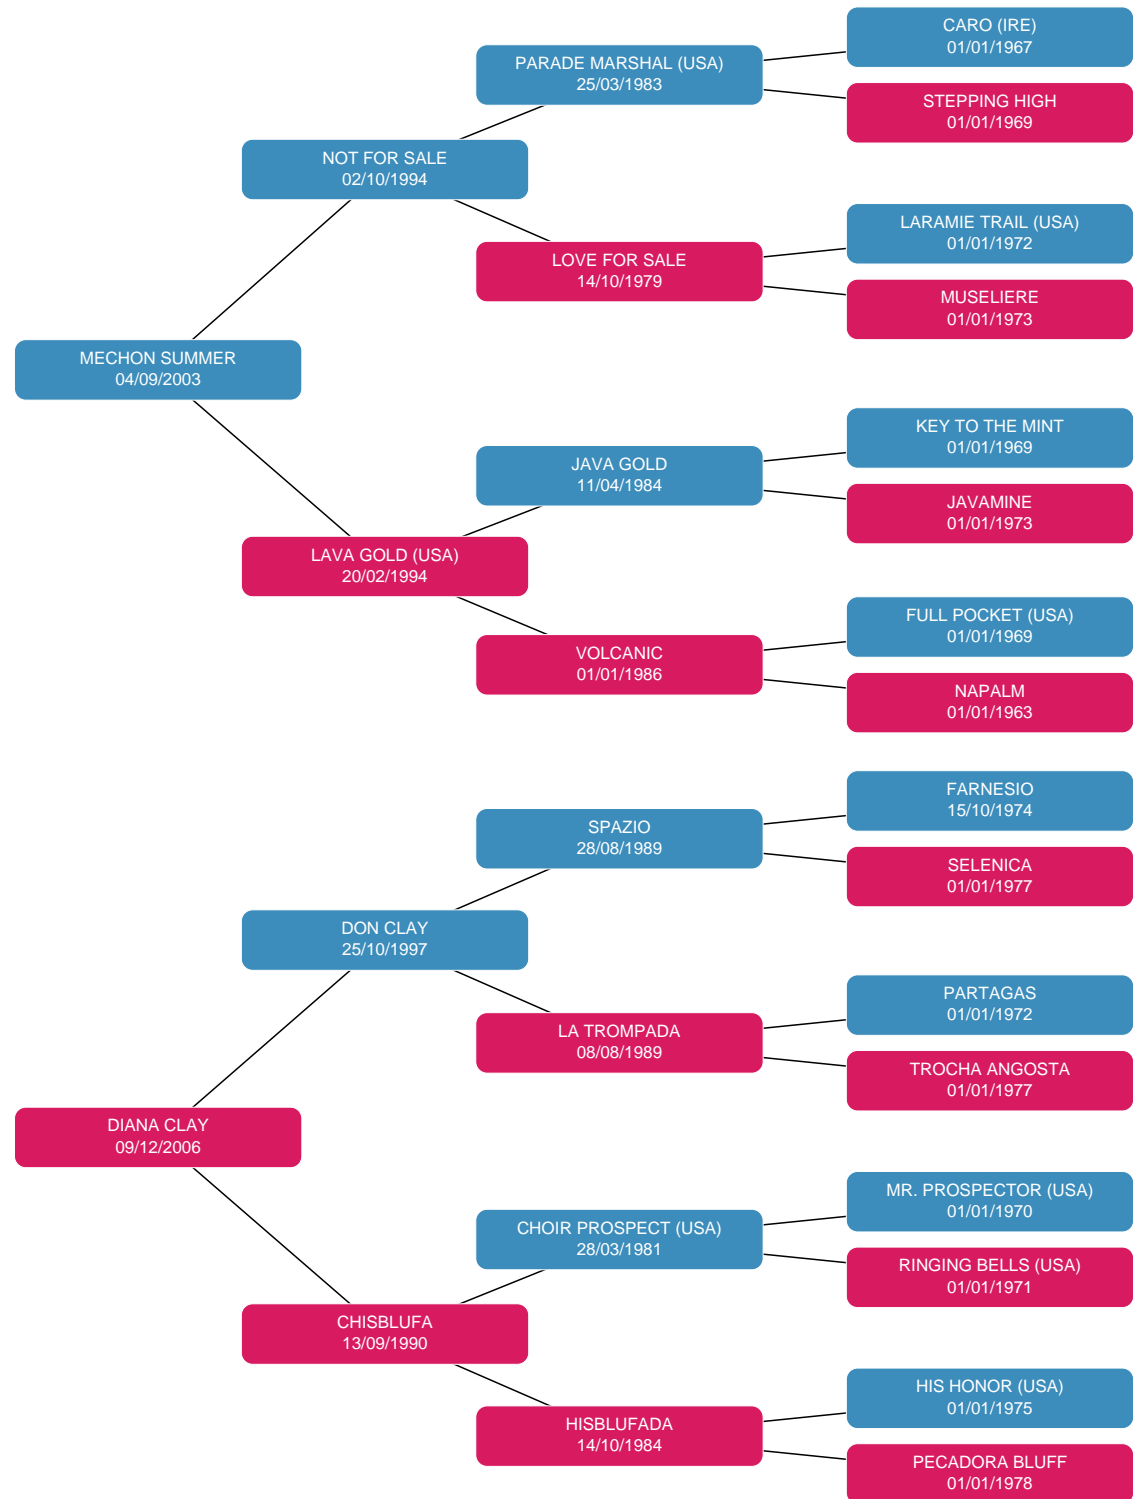 CARO (IRE)
01/01/1967
PARADE MARSHAL (USA)
25/03/1983
STEPPING HIGH
01/01/1969
NOT FOR SALE
02/10/1994
LARAMIE TRAIL (USA)
01/01/1972
LOVE FOR SALE
14/10/1979
MUSELIERE
01/01/1973
MECHON SUMMER
04/09/2003
KEY TO THE MINT
01/01/1969
JAVA GOLD
11/04/1984
JAVAMINE
01/01/1973
LAVA GOLD (USA)
20/02/1994
FULL POCKET (USA)
01/01/1969
VOLCANIC
01/01/1986
NAPALM
01/01/1963
FARNESIO
15/10/1974
SPAZIO
28/08/1989
SELENICA
01/01/1977
DON CLAY
25/10/1997
PARTAGAS
01/01/1972
LA TROMPADA
08/08/1989
TROCHA ANGOSTA
01/01/1977
DIANA CLAY
09/12/2006
MR. PROSPECTOR (USA)
01/01/1970
CHOIR PROSPECT (USA)
28/03/1981
RINGING BELLS (USA)
01/01/1971
CHISBLUFA
13/09/1990
HIS HONOR (USA)
01/01/1975
HISBLUFADA
14/10/1984
PECADORA BLUFF
01/01/1978